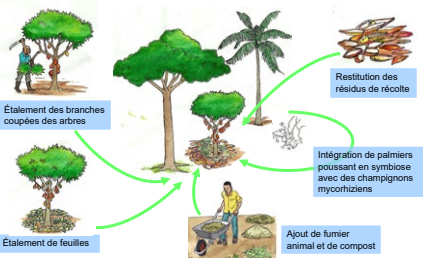 Étalement des branches
coupées des arbres
Étalement de feuilles
Restitution des
résidus de récolte
Intégration de palmiers
poussant en symbiose
avec des champignons
mycorhiziens
Ajout de fumier
animal et de compost